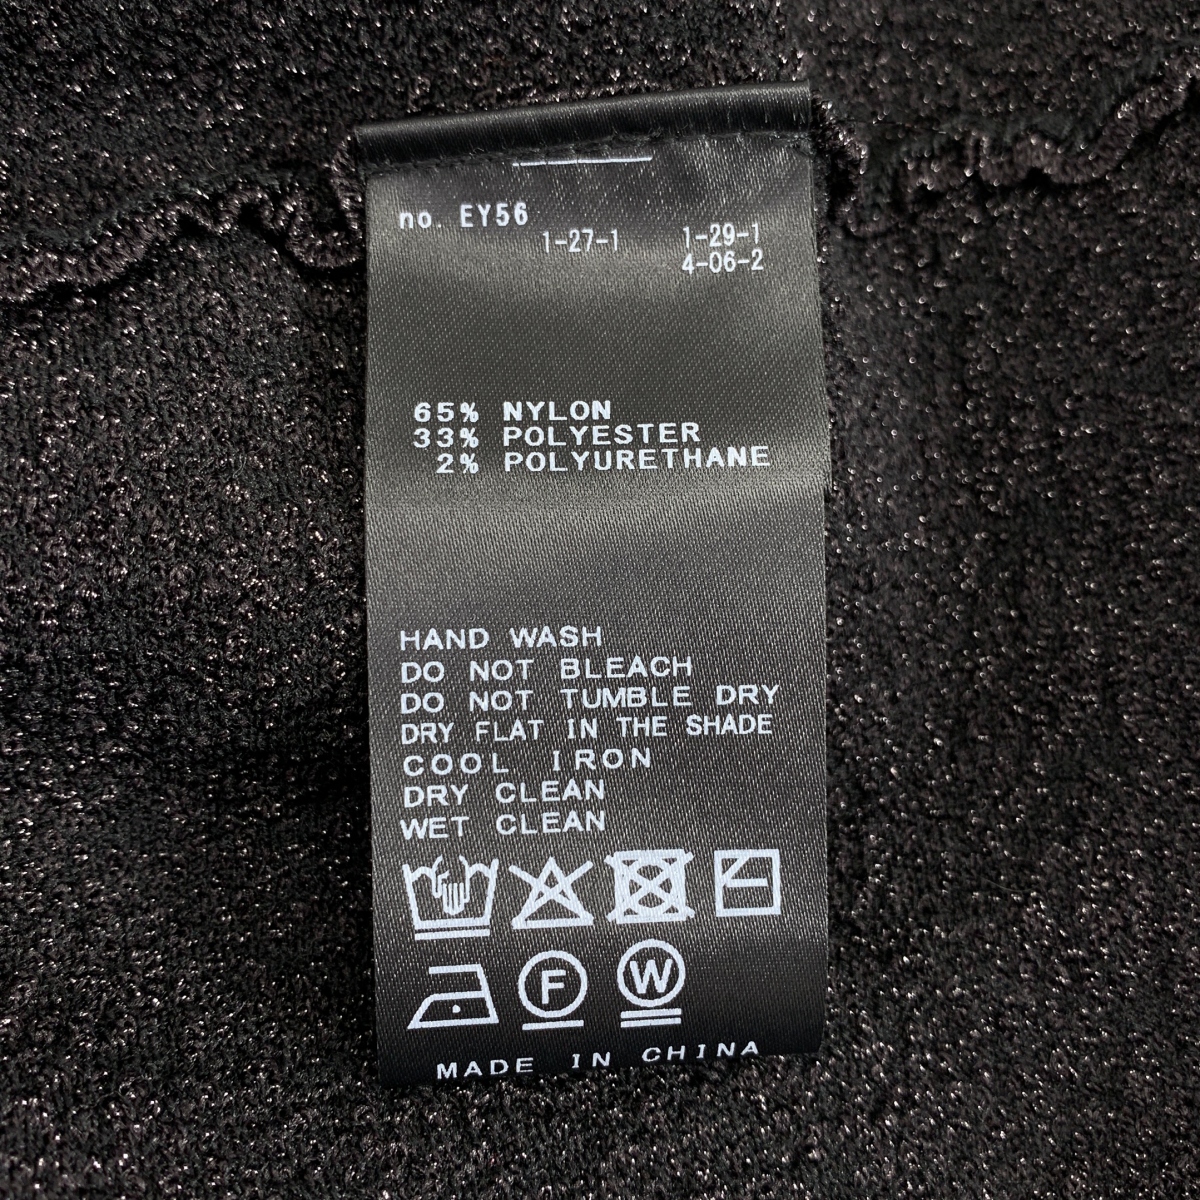 no. EY56
1-27-1 1-29-1
4-06-2
65% NYLON
33% POLYESTER
2% POLYURETHANE
HAND WASH
DO NOT BLEACH
DO NOT TUMBLE DRY
DRY FLAT IN THE SHADE
COOL IRON
DRY CLEAN
WET CLEAN
F W
MADE IN CHINA